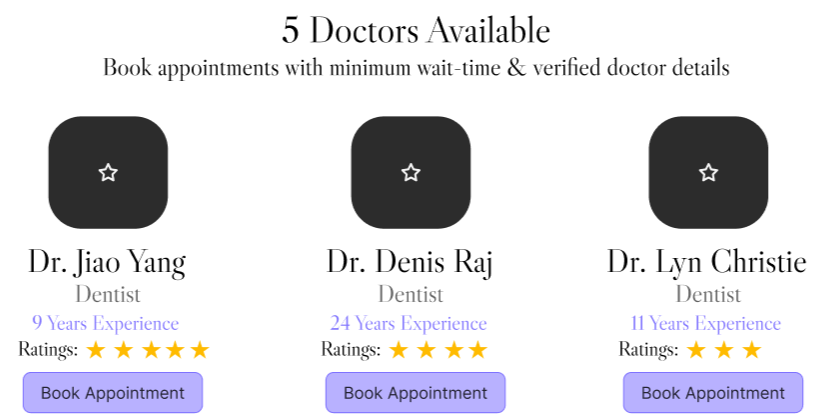 5 Doctors Available
Book appointments with minimum wait-time & verified doctor details
Dr. Jiao Yang
Dentist
9 Years Experience
Ratings:
Book Appointment
Dr. Denis Raj
Dentist
24 Years Experience
Ratings:
Book Appointment
Dr. Lyn Christie
Dentist
11 Years Experience
Ratings:
Book Appointment